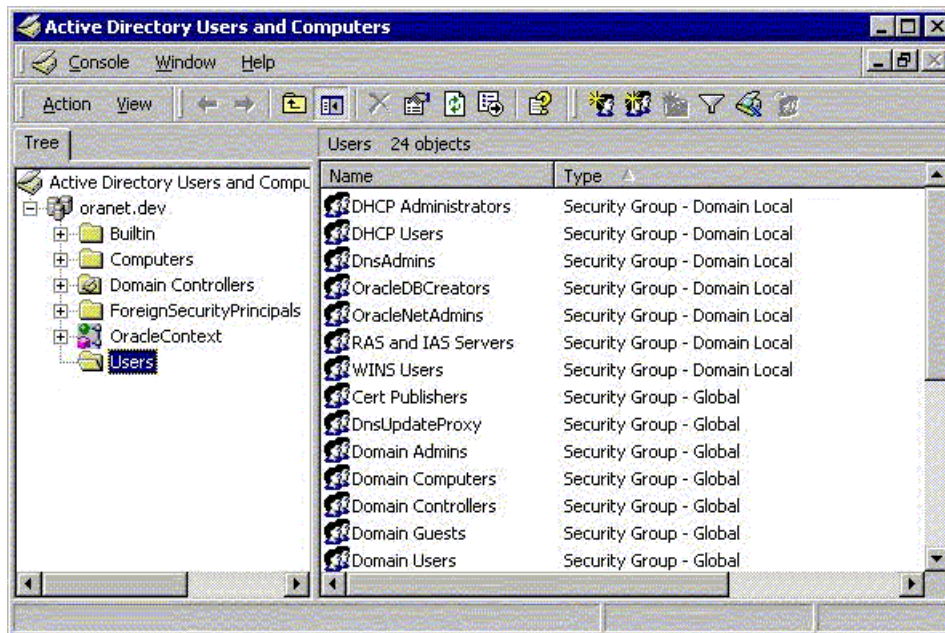 Active Directory Users and Computers
Console Window Help
Action View
Tree
Users 24 objects
Active Directory Users and Compu
oranet.dev
Builtin
Computers
Domain Controllers
ForeignSecurityPrincipals
OracleContext
Users
Name Type
DHCP Administrators Security Group - Domain Local
DHCP Users Security Group - Domain Local
DnsAdmins Security Group - Domain Local
OracleDBCreators Security Group - Domain Local
OracleNetAdmins Security Group - Domain Local
RAS and IAS Servers Security Group - Domain Local
WINS Users Security Group - Domain Local
Cert Publishers Security Group - Global
DnsUpdateProxy Security Group - Global
Domain Admins Security Group - Global
Domain Computers Security Group - Global
Domain Controllers Security Group - Global
Domain Guests Security Group - Global
Domain Users Security Group - Global